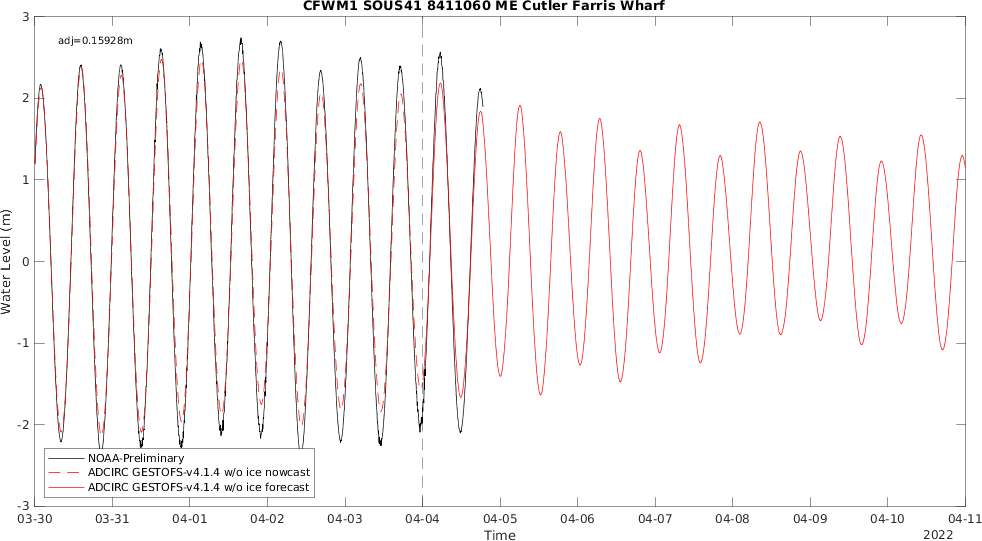 CFWM1 SOUS41 8411060 ME Cutler Farris Wharf
adj=0.15928m
3
2
1
0
-1
-2
-3
Water Level (m)
NOAA-Preliminary
ADCIRC GESTOFS-v4.1.4 w/o ice nowcast
ADCIRC GESTOFS-v4.1.4 w/o ice forecast
03-30 03-31 04-01 04-02 04-03 04-04 04-05 04-06 04-07 04-08 04-09 04-10 04-11
Time
2022